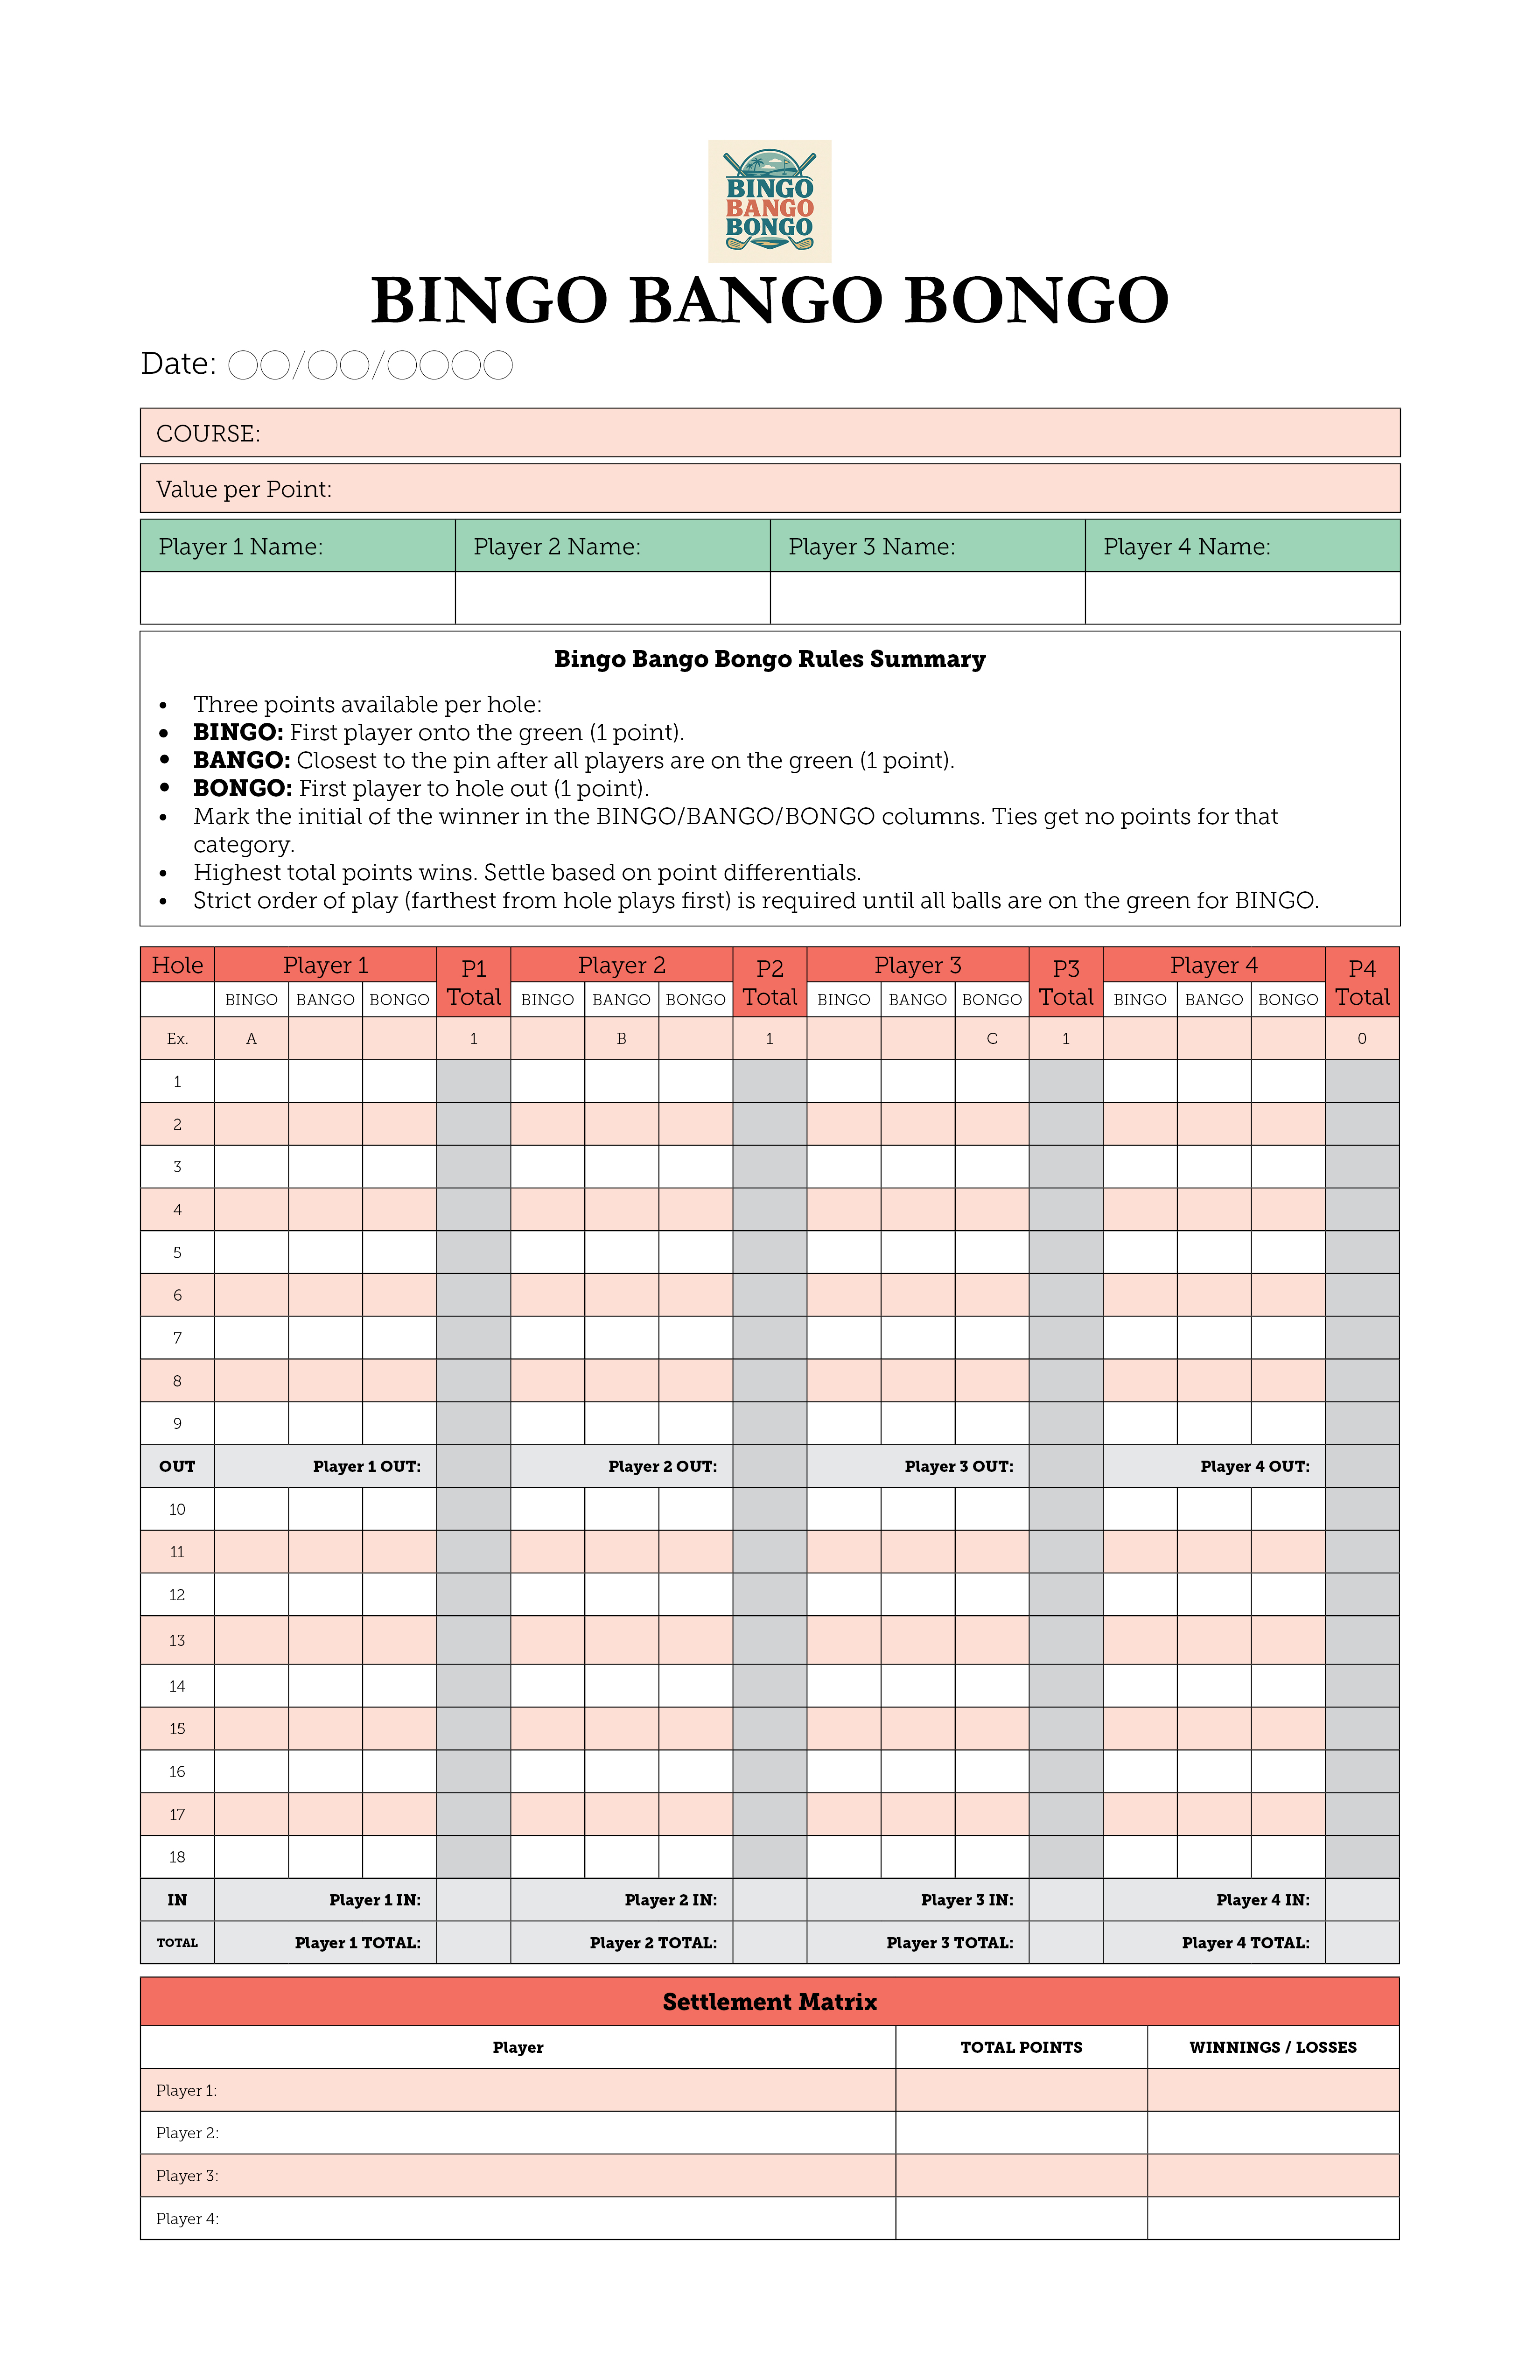 BINGO
BANGO
BONGO
BINGO BANGO BONGO
Date: / /
COURSE:
Value per Point:
Player 1 Name: Player 2 Name: Player 3 Name: Player 4 Name:
Bingo Bango Bongo Rules Summary
• Three points available per hole:
• BINGO: First player onto the green (1 point).
• BANGO: Closest to the pin after all players are on the green (1 point).
• BONGO: First player to hole out (1 point).
• Mark the initial of the winner in the BINGO/BANGO/BONGO columns. Ties get no points for that
category.
• Highest total points wins. Settle based on point differentials.
• Strict order of play (farthest from hole plays first) is required until all balls are on the green for BINGO.
Hole Player 1 P1 Total Player 2 P2 Total Player 3 P3 Total Player 4 P4 Total
BINGO BANGO BONGO BINGO BANGO BONGO BINGO BANGO BONGO BINGO BANGO BONGO
Ex. A 1 B 1 C 1 0
1
2
3
4
5
6
7
8
9
OUT Player 1 OUT: Player 2 OUT: Player 3 OUT: Player 4 OUT:
10
11
12
13
14
15
16
17
18
IN Player 1 IN: Player 2 IN: Player 3 IN: Player 4 IN:
TOTAL Player 1 TOTAL: Player 2 TOTAL: Player 3 TOTAL: Player 4 TOTAL:
Settlement Matrix
Player TOTAL POINTS WINNINGS / LOSSES
Player 1:
Player 2:
Player 3:
Player 4: